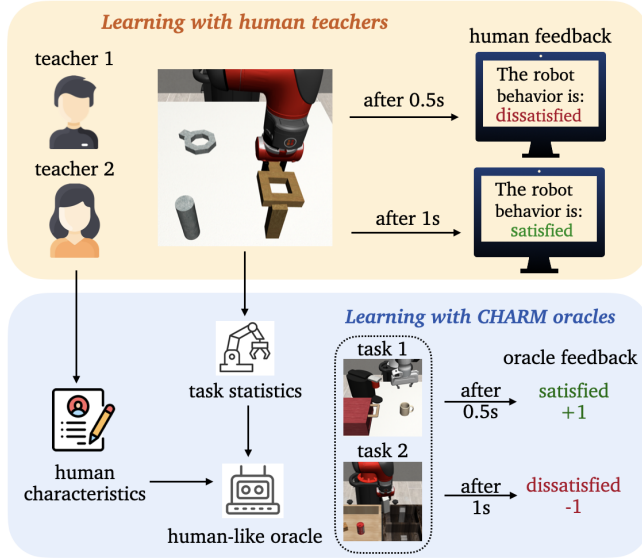 Learning with human teachers
human feedback
teacher 1
teacher 2
after 0.5s
The robot
behavior is:
dissatisfied
after 1s
The robot
behavior is:
satisfied
Learning with CHARM oracles
task statistics
human
characteristics
human-like oracle
task 1
task 2
oracle feedback
after
0.5s
satisfied
+1
after
1s
dissatisfied
-1